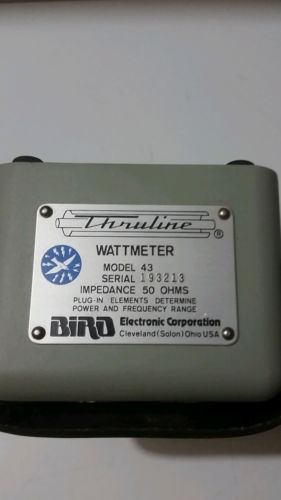 Thruline ®
WATTMETER
MODEL 43
SERIAL 193213
IMPEDANCE 50 OHMS
PLUG-IN ELEMENTS DETERMINE
POWER AND FREQUENCY RANGE
BIRD Electronic Corporation
Cleveland (Solon) Ohio USA